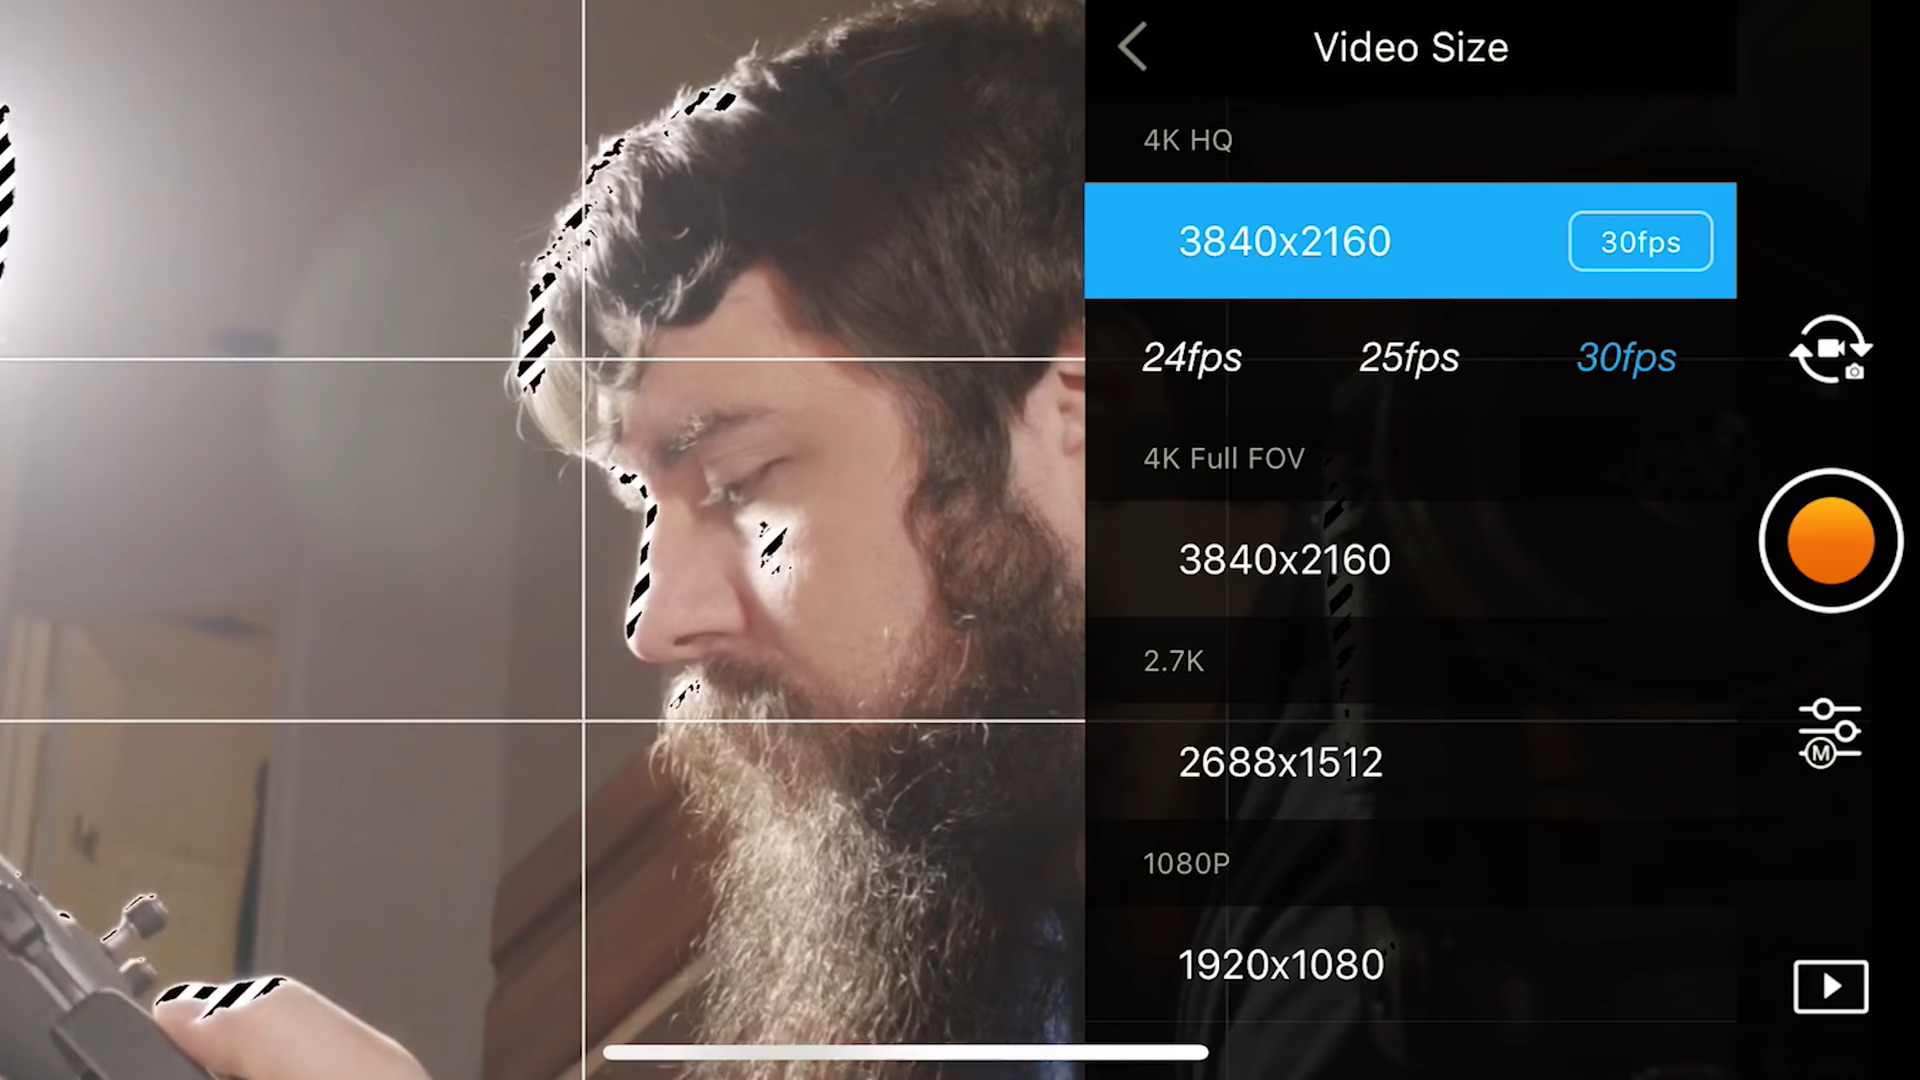 Video Size
4K HQ
3840x2160 30fps
24fps 25fps 30fps
4K Full FOV
3840x2160
2.7K
2688x1512
M
1080P
1920x1080